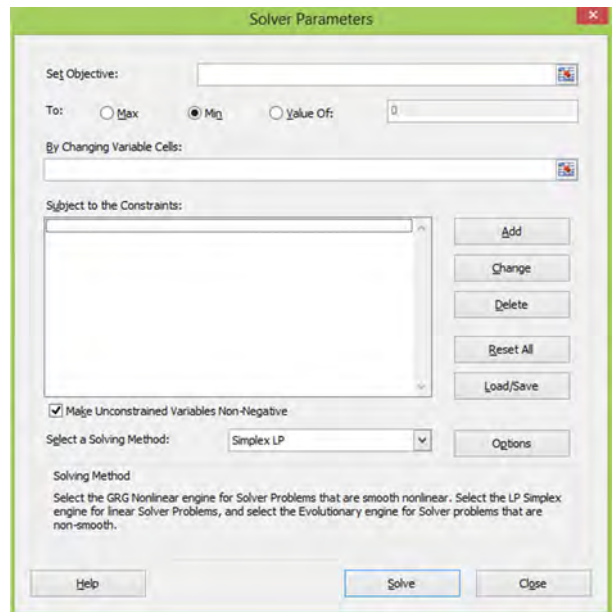 Solver Parameters
Set Objective:
To: Max Min Value Of: 0
By Changing Variable Cells:
Subject to the Constraints:
Add
Change
Delete
Reset All
Load/Save
Make Unconstrained Variables Non-Negative
Select a Solving Method: Simplex LP Options
Solving Method
Select the GRG Nonlinear engine for Solver Problems that are smooth nonlinear. Select the LP Simplex
engine for linear Solver Problems, and select the Evolutionary engine for Solver problems that are
non-smooth.
Help Solve Close